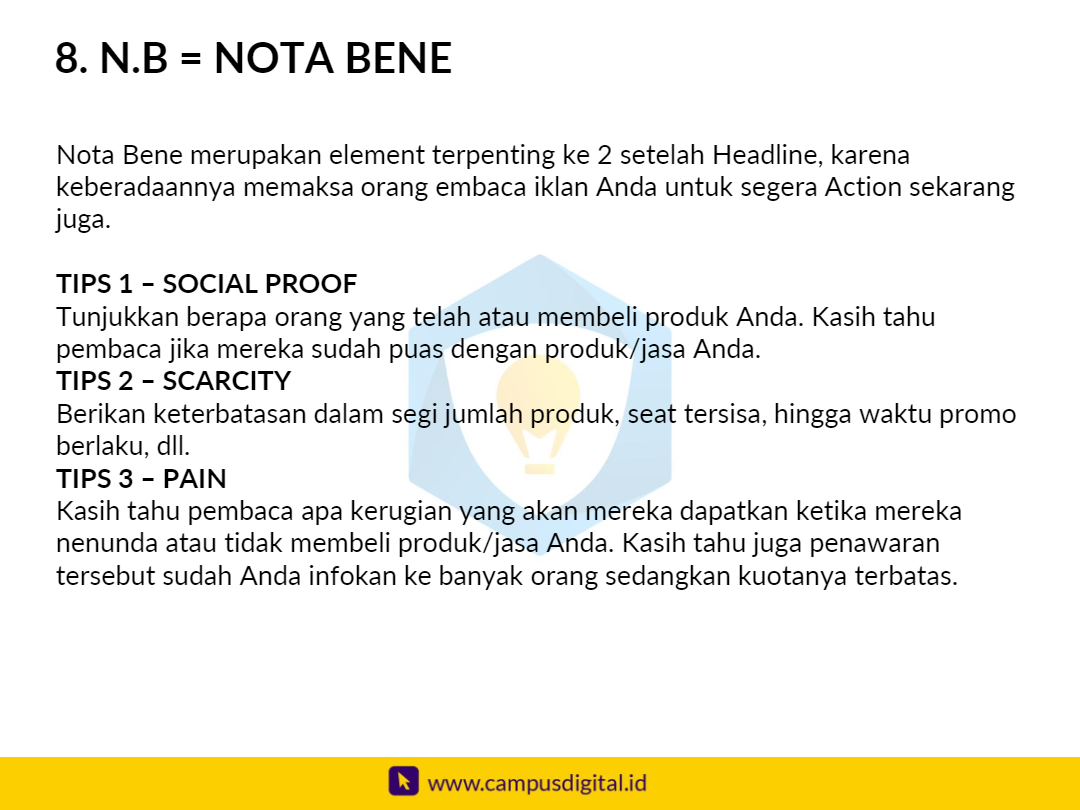 8. N.B = NOTA BENE
Nota Bene merupakan element terpenting ke 2 setelah Headline, karena
keberadaannya memaksa orang embaca iklan Anda untuk segera Action sekarang
juga.
TIPS 1 – SOCIAL PROOF
Tunjukkan berapa orang yang telah atau membeli produk Anda. Kasih tahu
pembaca jika mereka sudah puas dengan produk/jasa Anda.
TIPS 2 – SCARCITY
Berikan keterbatasan dalam segi jumlah produk, seat tersisa, hingga waktu promo
berlaku, dll.
TIPS 3 – PAIN
Kasih tahu pembaca apa kerugian yang akan mereka dapatkan ketika mereka
nenunda atau tidak membeli produk/jasa Anda. Kasih tahu juga penawaran
tersebut sudah Anda infokan ke banyak orang sedangkan kuotanya terbatas.
www.campusdigital.id